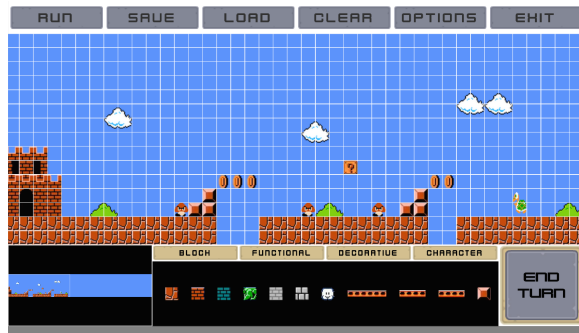 RUN SAVE LOAD CLEAR OPTIONS EXIT
?
BLOCK FUNCTIONAL DECORATIVE CHARACTER
END
TURN